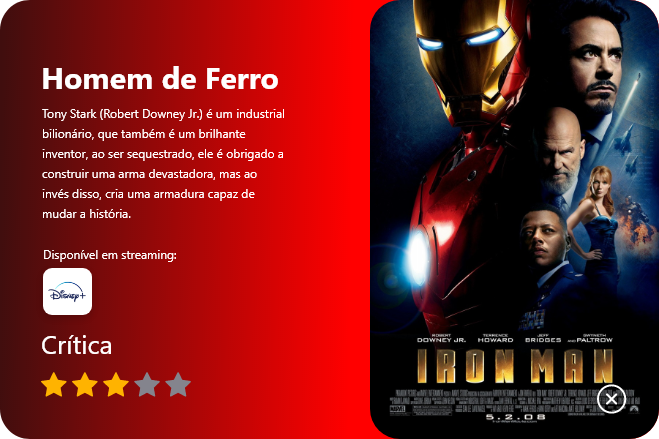 Homem de Ferro
Tony Stark (Robert Downey Jr.) é um industrial
bilionário, que também é um brilhante
inventor, ao ser sequestrado, ele é obrigado a
construir uma arma devastadora, mas ao
invés disso, cria uma armadura capaz de
mudar a história.
Disponível em streaming:
Disney+
Crítica
ROBERT DOWNEY JR. TERRENCE HOWARD JEFF BRIDGES AND GWYNETH PALTROW
IRON MAN
MARVEL
5.2.08